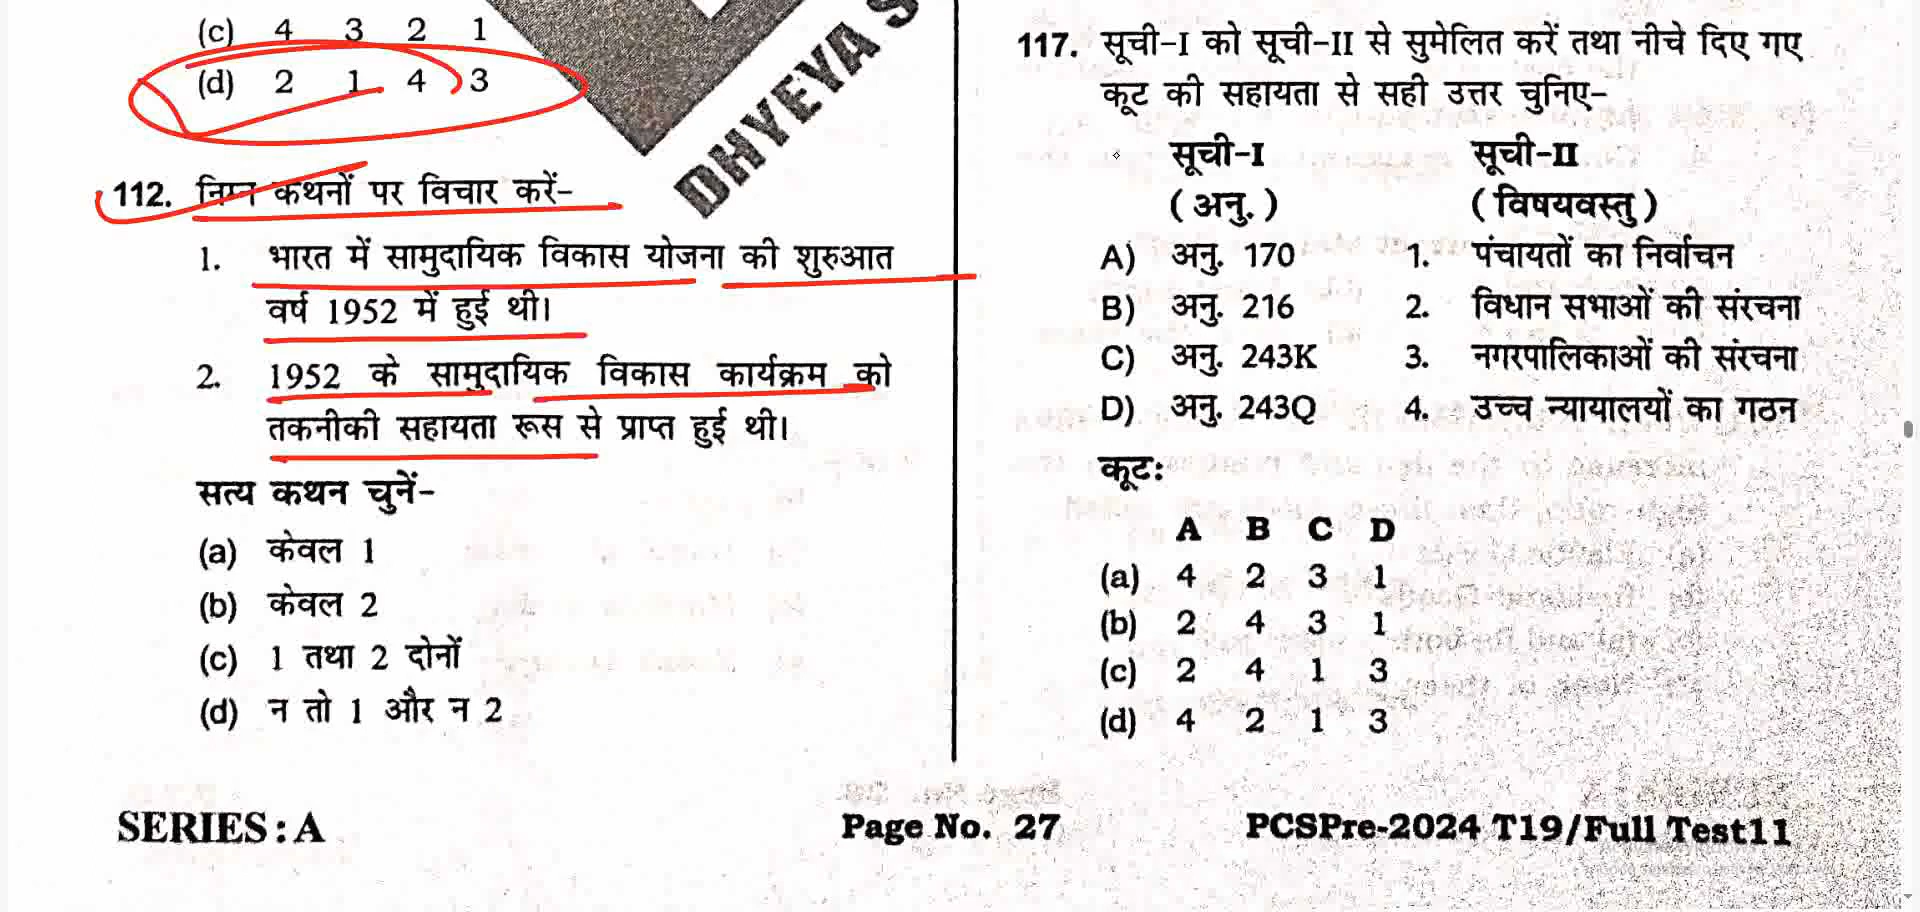 (c) 4 3 2 1
(d) 2 1 4 3
DHYEYA S
112. निम्न कथनों पर विचार करें-
1. भारत में सामुदायिक विकास योजना की शुरुआत
वर्ष 1952 में हुई थी।
2. 1952 के सामुदायिक विकास कार्यक्रम को
तकनीकी सहायता रूस से प्राप्त हुई थी।
सत्य कथन चुनें-
(a) केवल 1
(b) केवल 2
(c) 1 तथा 2 दोनों
(d) न तो 1 और न 2
117. सूची-I को सूची-II से सुमेलित करें तथा नीचे दिए गए
कूट की सहायता से सही उत्तर चुनिए-
सूची-I सूची-II
(अनु.) (विषयवस्तु)
A) अनु. 170 1. पंचायतों का निर्वाचन
B) अनु. 216 2. विधान सभाओं की संरचना
C) अनु. 243K 3. नगरपालिकाओं की संरचना
D) अनु. 243Q 4. उच्च न्यायालयों का गठन
कूट:
A B C D
(a) 4 2 3 1
(b) 2 4 3 1
(c) 2 4 1 3
(d) 4 2 1 3
SERIES : A Page No. 27 PCSPre-2024 T19/Full Test11